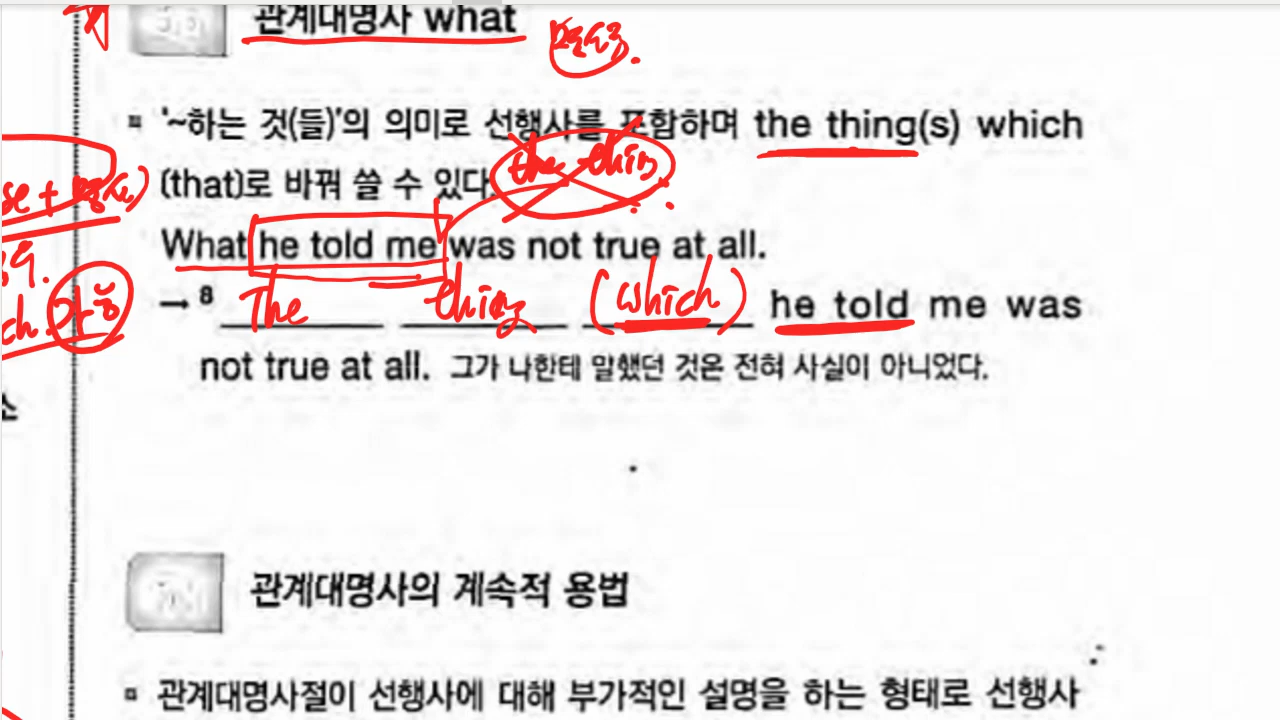 관계대명사 what
'~하는 것(들)'의 의미로 선행사를 포함하며 the thing(s) which
(that)로 바꿔 쓸 수 있다.
the thin
What he told me was not true at all.
→ 8 The thing (which) he told me was
not true at all. 그가 나한테 말했던 것은 전혀 사실이 아니었다.
관계대명사의 계속적 용법
관계대명사절이 선행사에 대해 부가적인 설명을 하는 형태로 선행사